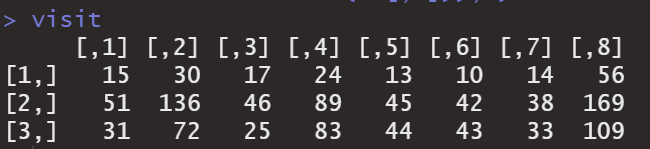 > visit
[,1] [,2] [,3] [,4] [,5] [,6] [,7] [,8]
[1,] 15 30 17 24 13 10 14 56
[2,] 51 136 46 89 45 42 38 169
[3,] 31 72 25 83 44 43 33 109